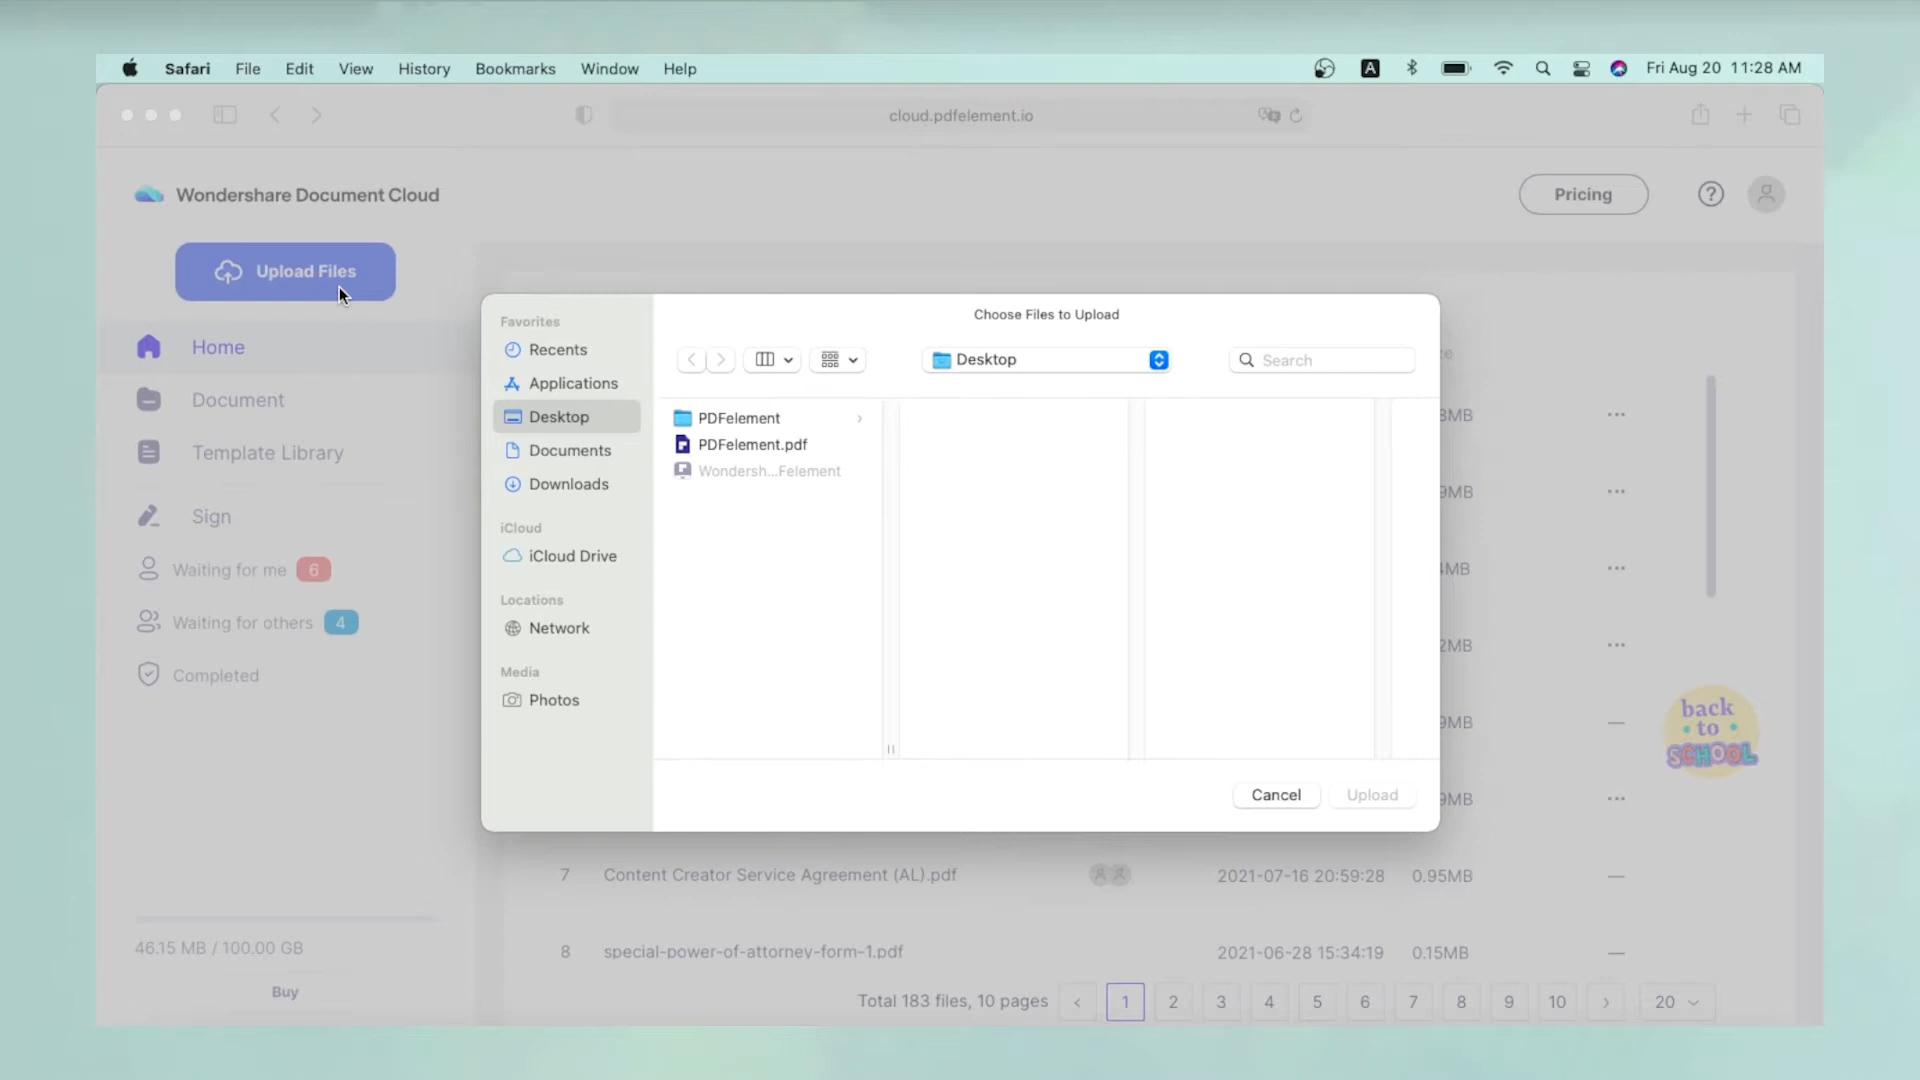 Safari File Edit View History Bookmarks Window Help A Fri Aug 20 11:28 AM
cloud.pdfelement.io
Wondershare Document Cloud
Pricing
Upload Files
Home
Document
Template Library
Sign
Waiting for me 6
Waiting for others 4
Completed
46.15 MB / 100.00 GB
Buy
Choose Files to Upload
Favorites
Recents
Applications
Desktop
Documents
Downloads
iCloud
iCloud Drive
Locations
Network
Media
Photos
Desktop
Search
PDFelement
PDFelement.pdf
Wondersh...Felement
Cancel Upload
back
to
SCHOOL
7 Content Creator Service Agreement (AL).pdf 2021-07-16 20:59:28 0.95MB —
8 special-power-of-attorney-form-1.pdf 2021-06-28 15:34:19 0.15MB —
Total 183 files, 10 pages < 1 2 3 4 5 6 7 8 9 10 > 20